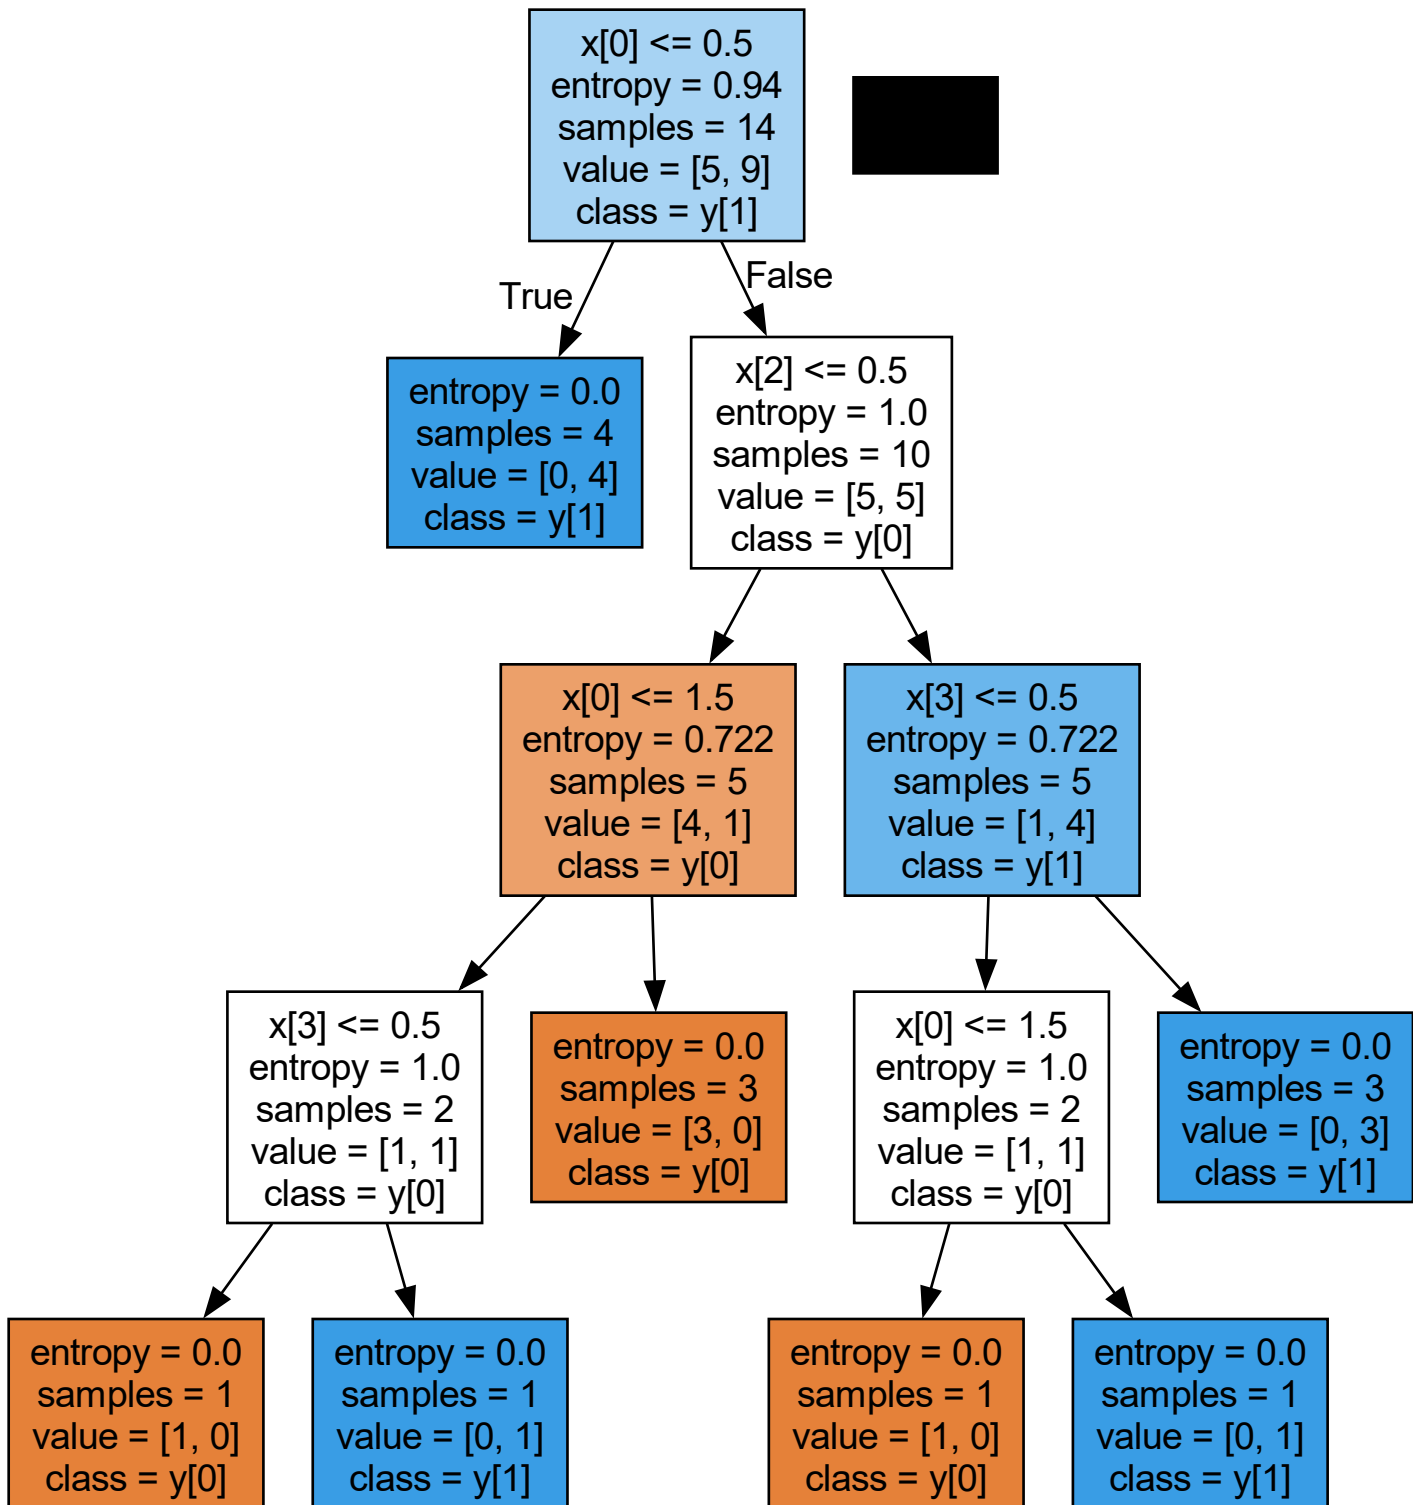 x[0] <= 0.5
entropy = 0.94
samples = 14
value = [5, 9]
class = y[1]
True
False
entropy = 0.0
samples = 4
value = [0, 4]
class = y[1]
x[2] <= 0.5
entropy = 1.0
samples = 10
value = [5, 5]
class = y[0]
x[0] <= 1.5
entropy = 0.722
samples = 5
value = [4, 1]
class = y[0]
x[3] <= 0.5
entropy = 0.722
samples = 5
value = [1, 4]
class = y[1]
x[3] <= 0.5
entropy = 1.0
samples = 2
value = [1, 1]
class = y[0]
entropy = 0.0
samples = 3
value = [3, 0]
class = y[0]
x[0] <= 1.5
entropy = 1.0
samples = 2
value = [1, 1]
class = y[0]
entropy = 0.0
samples = 3
value = [0, 3]
class = y[1]
entropy = 0.0
samples = 1
value = [1, 0]
class = y[0]
entropy = 0.0
samples = 1
value = [0, 1]
class = y[1]
entropy = 0.0
samples = 1
value = [1, 0]
class = y[0]
entropy = 0.0
samples = 1
value = [0, 1]
class = y[1]